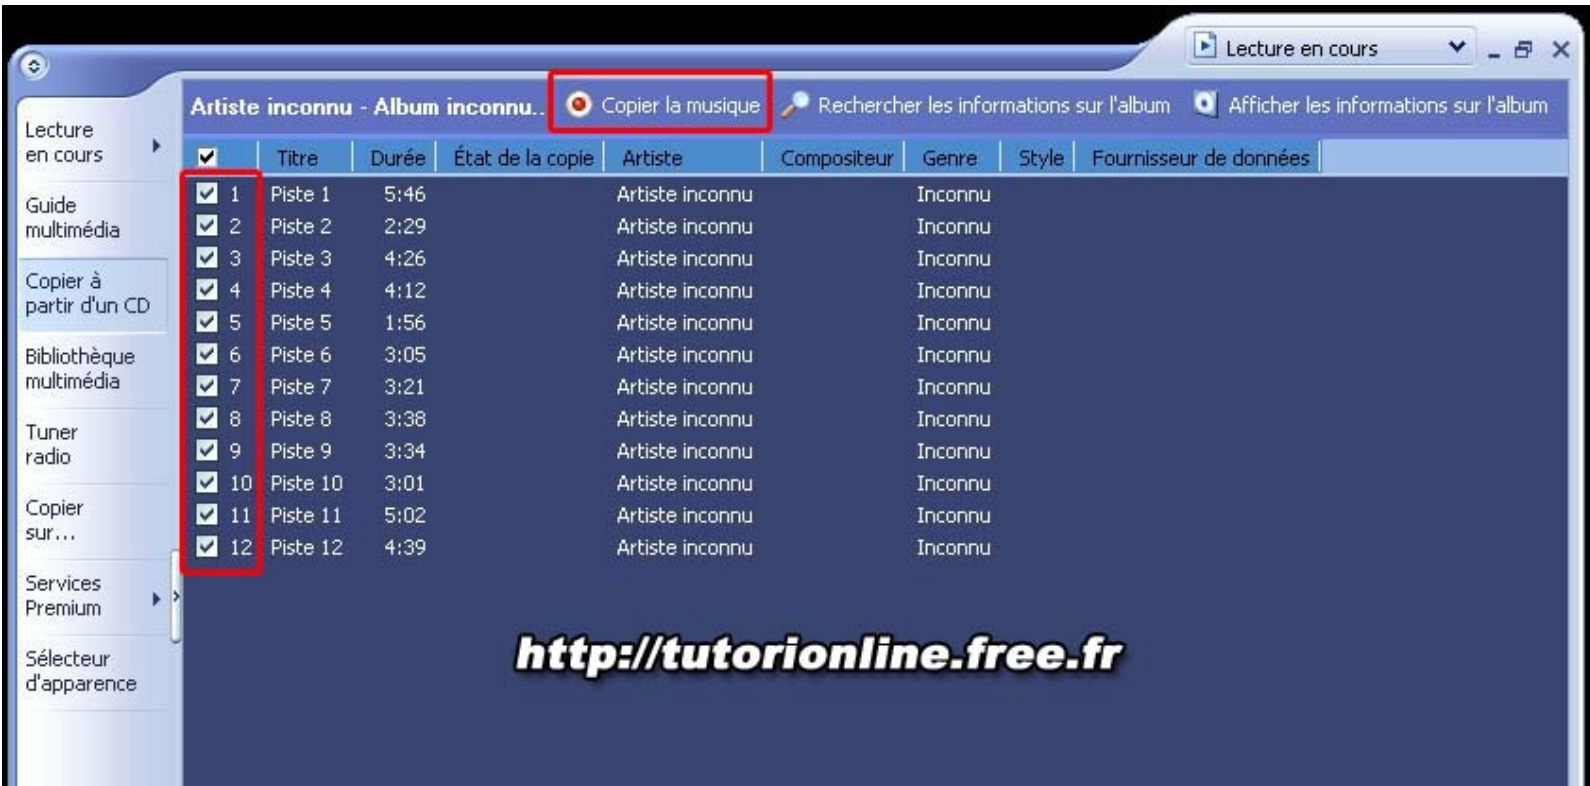 Lecture en cours
Artiste inconnu - Album inconnu... Copier la musique Rechercher les informations sur l'album Afficher les informations sur l'album
Titre Durée État de la copie Artiste Compositeur Genre Style Fournisseur de données
1 Piste 1 5:46 Artiste inconnu Inconnu
2 Piste 2 2:29 Artiste inconnu Inconnu
3 Piste 3 4:26 Artiste inconnu Inconnu
4 Piste 4 4:12 Artiste inconnu Inconnu
5 Piste 5 1:56 Artiste inconnu Inconnu
6 Piste 6 3:05 Artiste inconnu Inconnu
7 Piste 7 3:21 Artiste inconnu Inconnu
8 Piste 8 3:38 Artiste inconnu Inconnu
9 Piste 9 3:34 Artiste inconnu Inconnu
10 Piste 10 3:01 Artiste inconnu Inconnu
11 Piste 11 5:02 Artiste inconnu Inconnu
12 Piste 12 4:39 Artiste inconnu Inconnu
Lecture
en cours
Guide
multimédia
Copier à
partir d'un CD
Bibliothèque
multimédia
Tuner
radio
Copier
sur...
Services
Premium
Sélecteur
d'apparence
http://tutorionline.free.fr